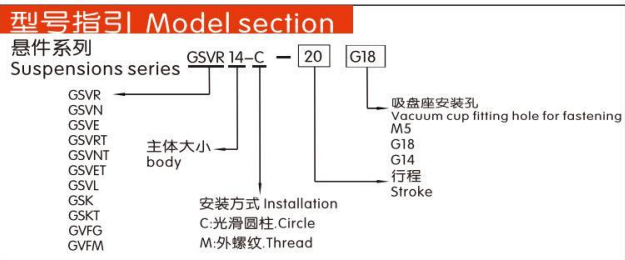 型号指引 Model section
悬件系列
Suspensions series
GSVR 14-C - 20 G18
GSVR
GSVN
GSVE
GSVRT
GSVNT
GSVET
GSVL
GSK
GSKT
GVFG
GVFM
主体大小
body
安装方式 Installation
C:光滑圆柱.Circle
M:外螺纹.Thread
吸盘座安装孔
Vacuum cup fitting hole for fastening
M5
G18
G14
行程
Stroke